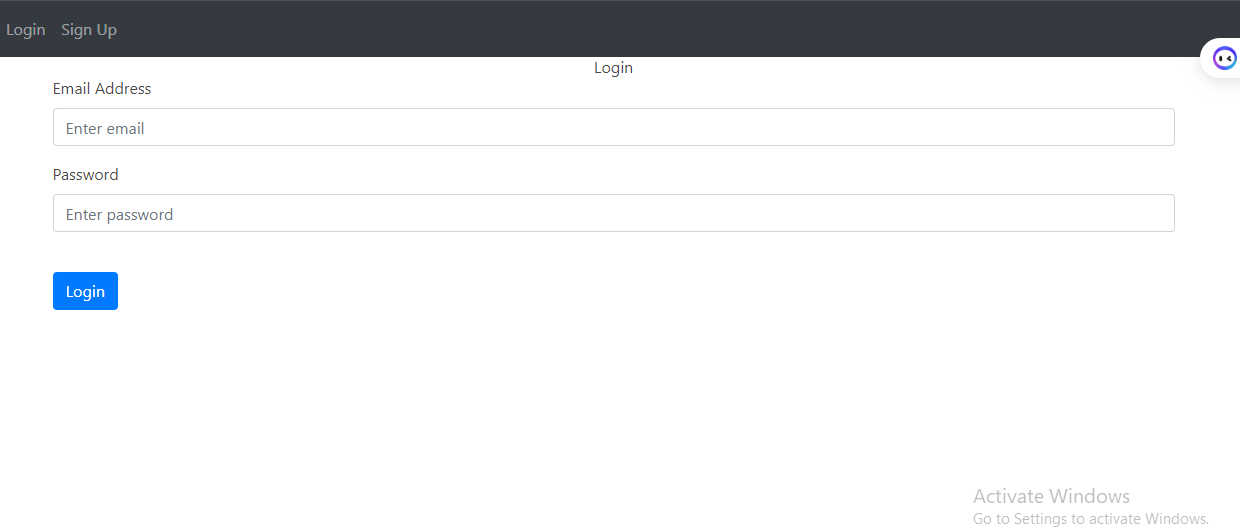 Login Sign Up
Login
Email Address
Enter email
Password
Enter password
Login
Activate Windows
Go to Settings to activate Windows.